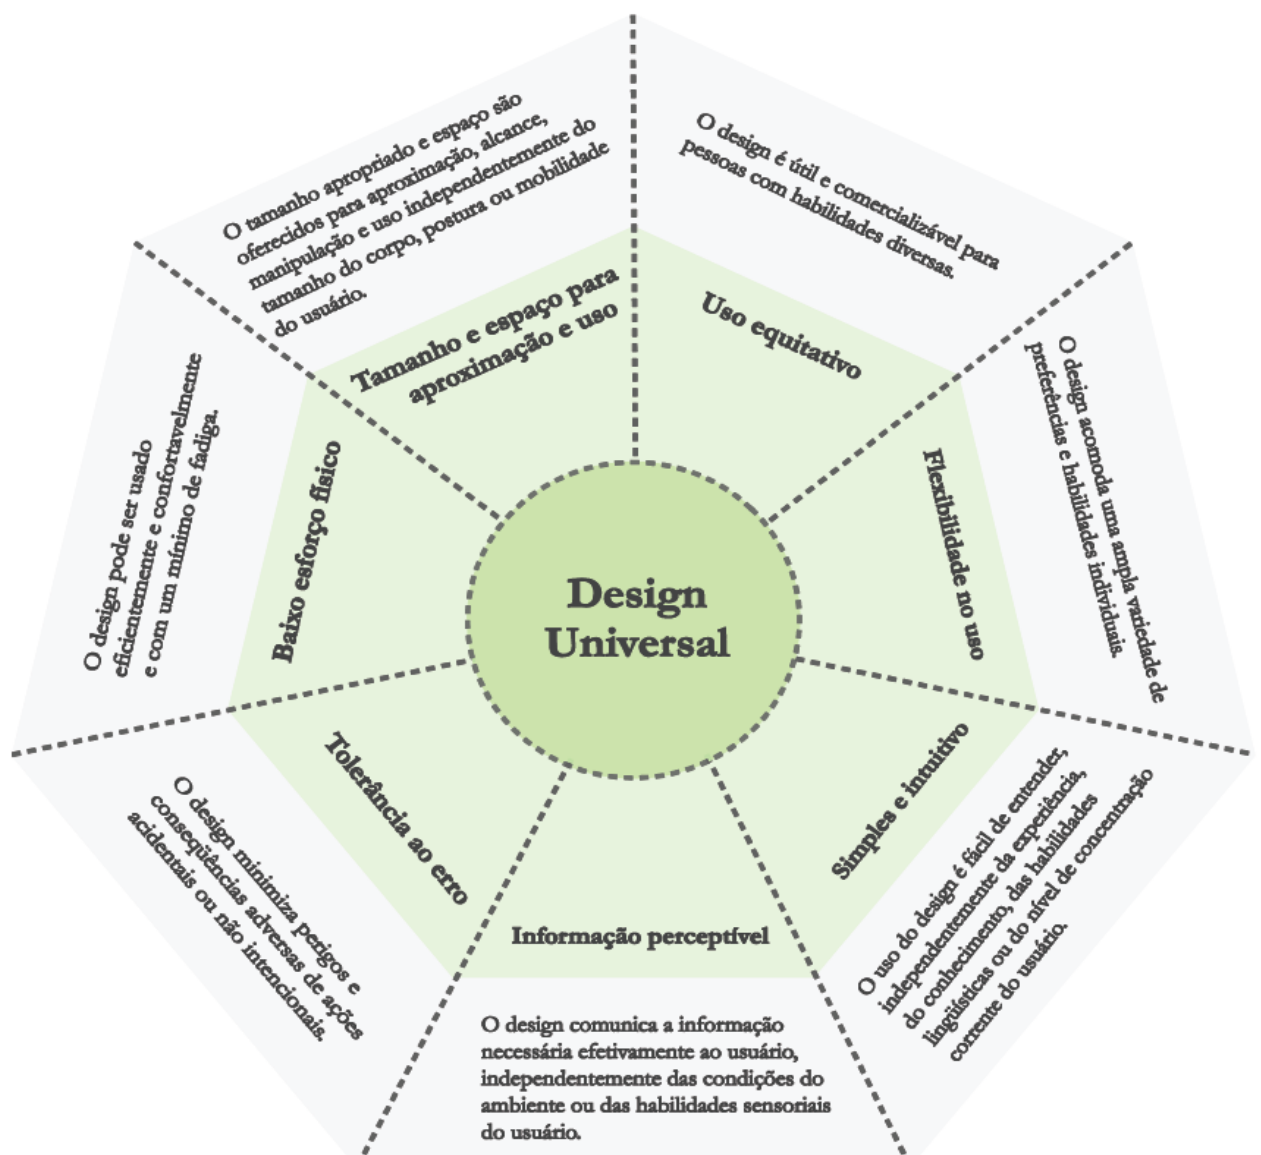 Design
Universal
Uso equitativo
O design é útil e comercializável para
pessoas com habilidades diversas.
Flexibilidade no uso
O design acomoda uma ampla variedade de
preferências e habilidades individuais.
Simples e intuitivo
O uso do design é fácil de entender,
independentemente da experiência,
do conhecimento, das habilidades
lingüísticas ou do nível de concentração
corrente do usuário.
Informação perceptível
O design comunica a informação
necessária efetivamente ao usuário,
independentemente das condições do
ambiente ou das habilidades sensoriais
do usuário.
Tolerância ao erro
O design minimiza perigos e
conseqüências adversas de ações
acidentais ou não intencionais.
Baixo esforço físico
O design pode ser usado
eficientemente e confortavelmente
e com um mínimo de fadiga.
Tamanho e espaço para
aproximação e uso
O tamanho apropriado e espaço são
oferecidos para aproximação, alcance,
manipulação e uso independentemente do
tamanho do corpo, postura ou mobilidade
do usuário.